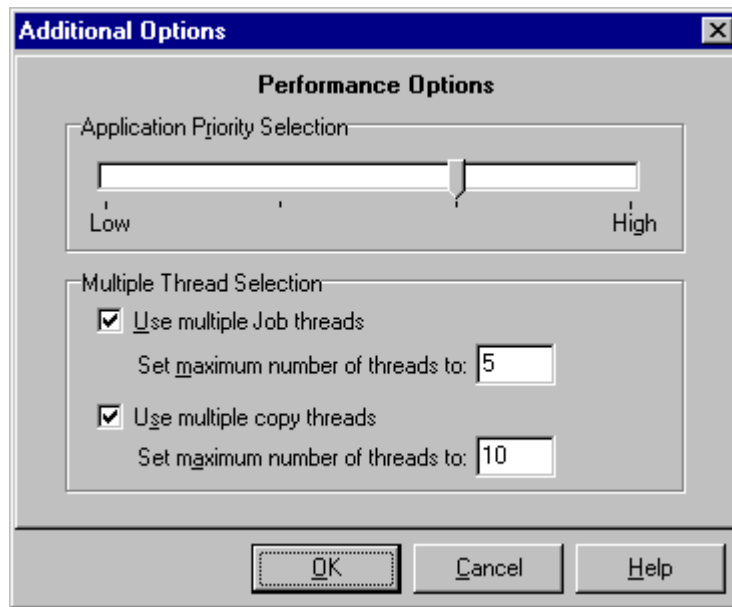 Additional Options
Performance Options
Application Priority Selection
Low High
Multiple Thread Selection
Use multiple Job threads
Set maximum number of threads to: 5
Use multiple copy threads
Set maximum number of threads to: 10
OK Cancel Help